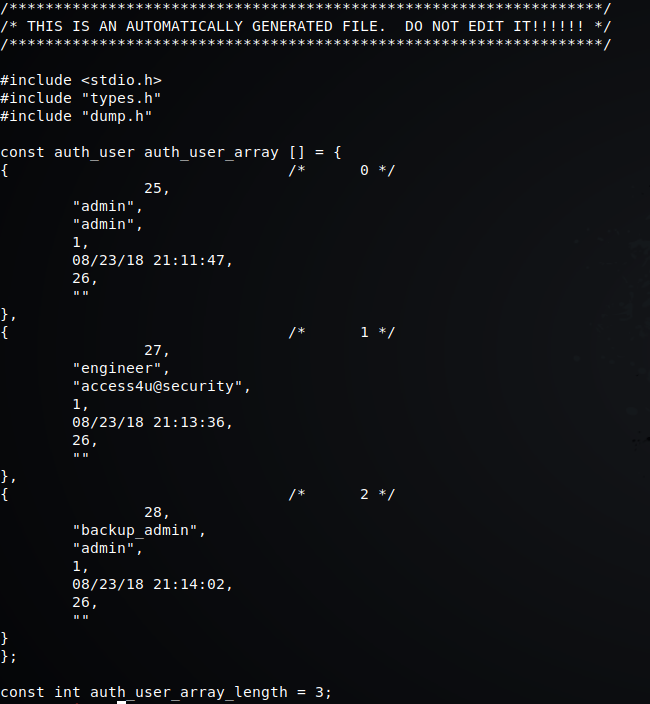 /******************************************************************/
/* THIS IS AN AUTOMATICALLY GENERATED FILE.  DO NOT EDIT IT!!!!!! */
/******************************************************************/

#include <stdio.h>
#include "types.h"
#include "dump.h"

const auth_user auth_user_array [] = {
{                               /*      0 */
                25,
        "admin",
        "admin",
        1,
        08/23/18 21:11:47,
        26,
        ""
},
{                               /*      1 */
                27,
        "engineer",
        "access4u@security",
        1,
        08/23/18 21:13:36,
        26,
        ""
},
{                               /*      2 */
                28,
        "backup_admin",
        "admin",
        1,
        08/23/18 21:14:02,
        26,
        ""
}
};

const int auth_user_array_length = 3;